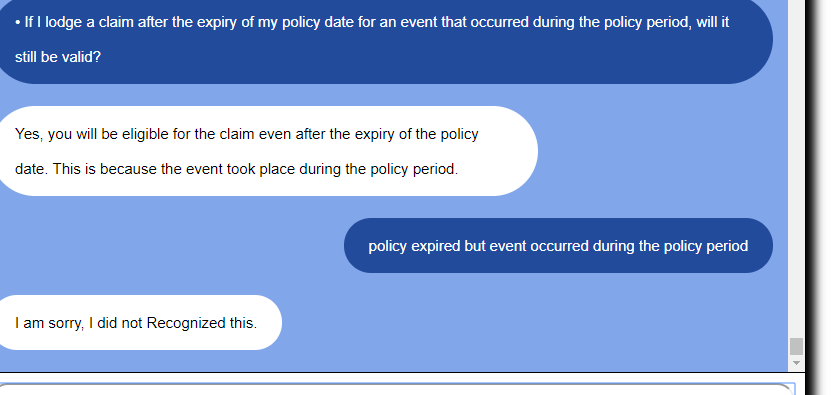 • If I lodge a claim after the expiry of my policy date for an event that occurred during the policy period, will it
still be valid?
Yes, you will be eligible for the claim even after the expiry of the policy
date. This is because the event took place during the policy period.
policy expired but event occurred during the policy period
I am sorry, I did not Recognized this.